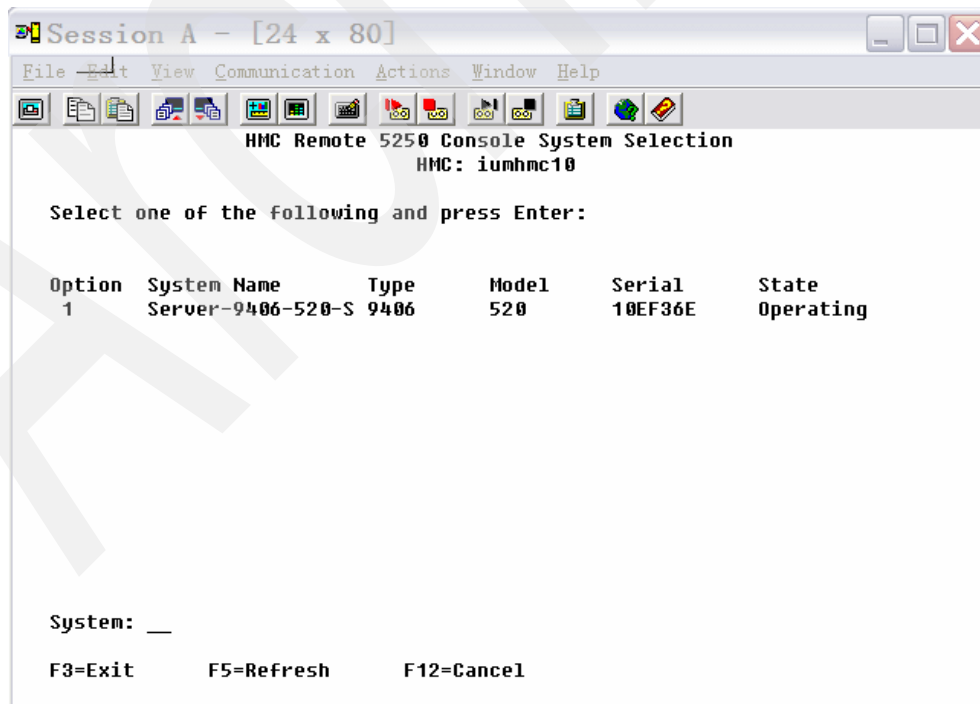 Session A - [24 x 80]
File Edit View Communication Actions Window Help
HMC Remote 5250 Console System Selection
HMC: iumhmc10
Select one of the following and press Enter:
Option System Name Type Model Serial State
1 Server-9406-520-S 9406 520 10EF36E Operating
System: __
F3=Exit F5=Refresh F12=Cancel